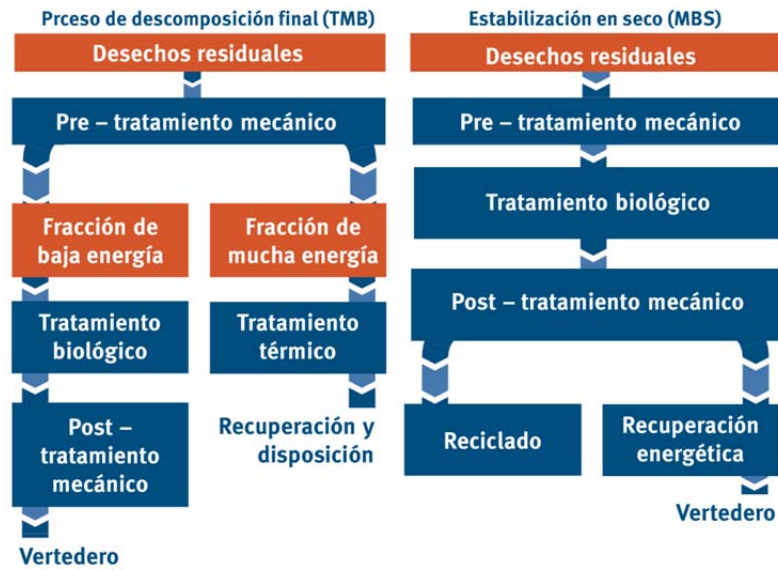 Prceso de descomposición final (TMB)
Desechos residuales
Pre – tratamiento mecánico
Fracción de
baja energía
Fracción de
mucha energía
Tratamiento
biológico
Tratamiento
térmico
Post –
tratamiento
mecánico
Recuperación y
disposición
Vertedero
Estabilización en seco (MBS)
Desechos residuales
Pre – tratamiento mecánico
Tratamiento biológico
Post – tratamiento mecánico
Reciclado
Recuperación
energética
Vertedero